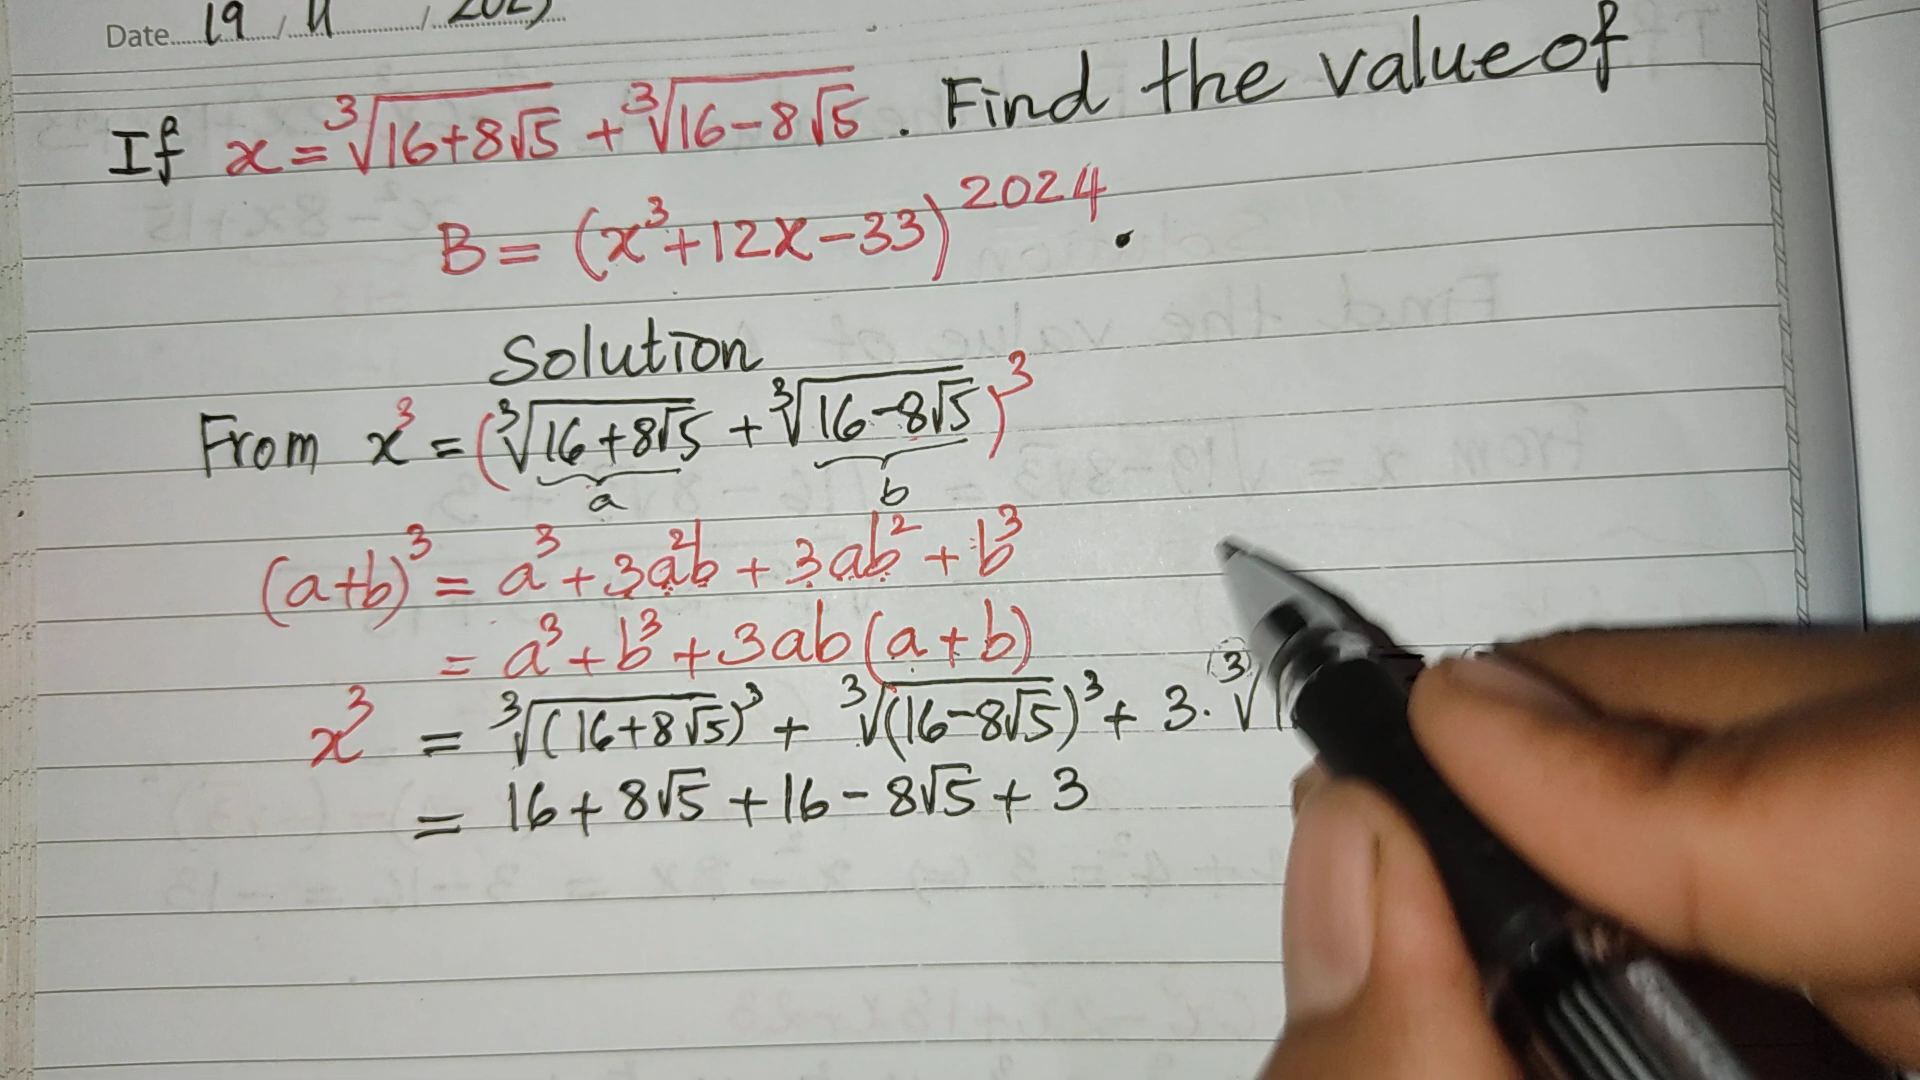 Date 19 / 11 / 2025
If x = ∛(16+8√5) + ∛(16-8√5). Find the value of
B = (x³+12x-33)²⁰²⁴.
Solution
From x³ = (∛(16+8√5) + ∛(16-8√5))³
a b
(a+b)³ = a³ + 3a²b + 3ab² + b³
= a³ + b³ + 3ab(a+b)
x³ = ∛(16+8√5)³ + ∛(16-8√5)³ + 3. ∛
= 16 + 8√5 + 16 - 8√5 + 3